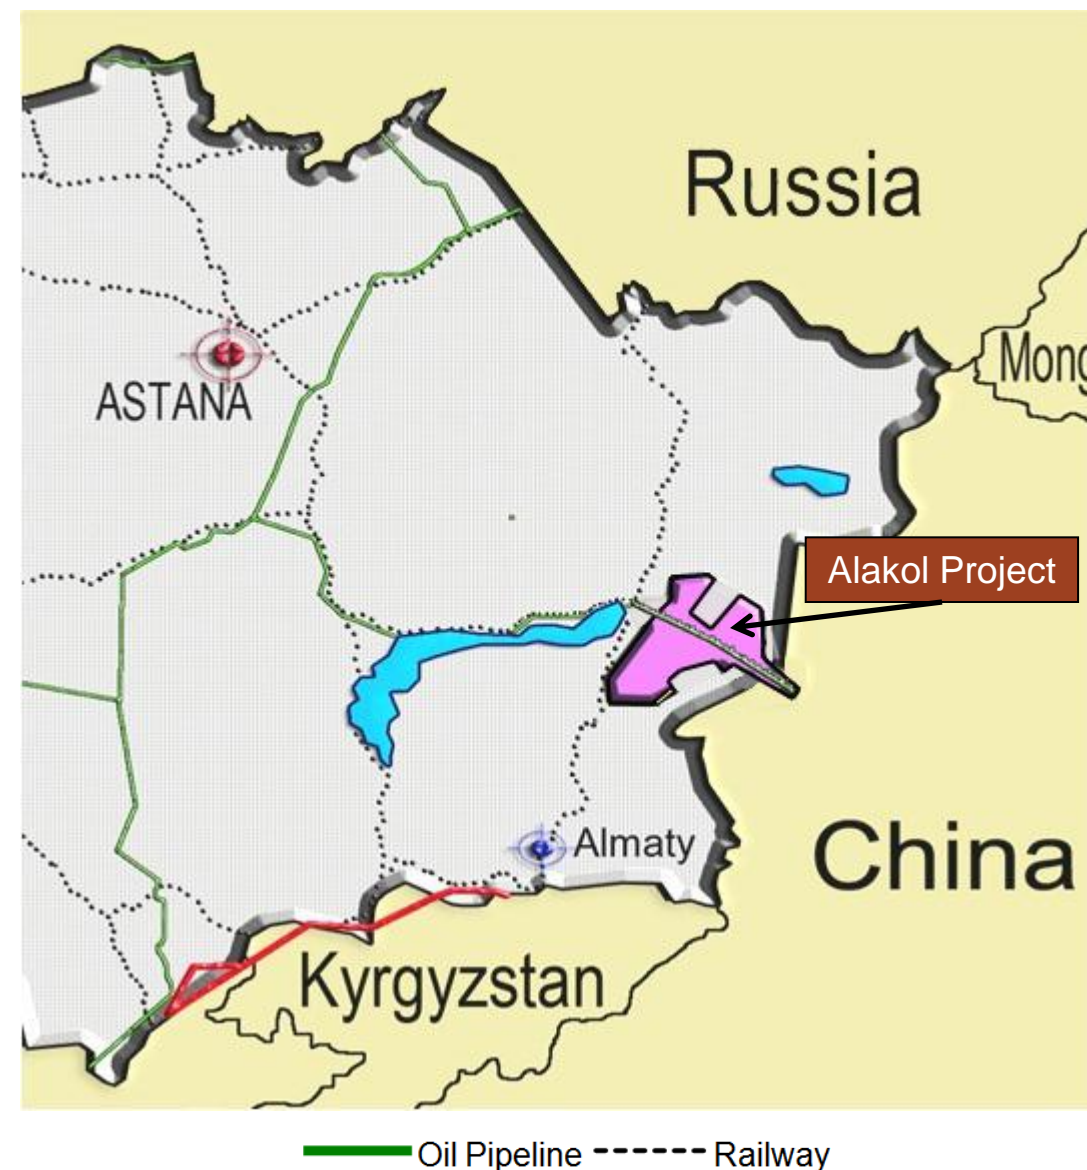 Russia
Mong
ASTANA
Alakol Project
Almaty
China
Kyrgyzstan
Oil Pipeline
Railway